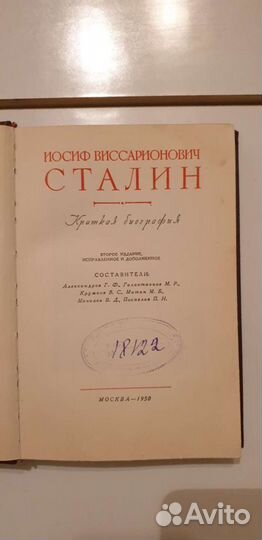 ИОСИФ ВИССАРИОНОВИЧ
СТАЛИН
Краткая биография
ВТОРОЕ ИЗДАНИЕ,
ИСПРАВЛЕННОЕ И ДОПОЛНЕННОЕ
СОСТАВИТЕЛИ:
Александров Г. Ф., Галактионов М. Р.,
Кружков В. С., Митин М. Б.,
Мочалов В. Д., Поспелов П. Н.
18122
МОСКВА—1950
Avito